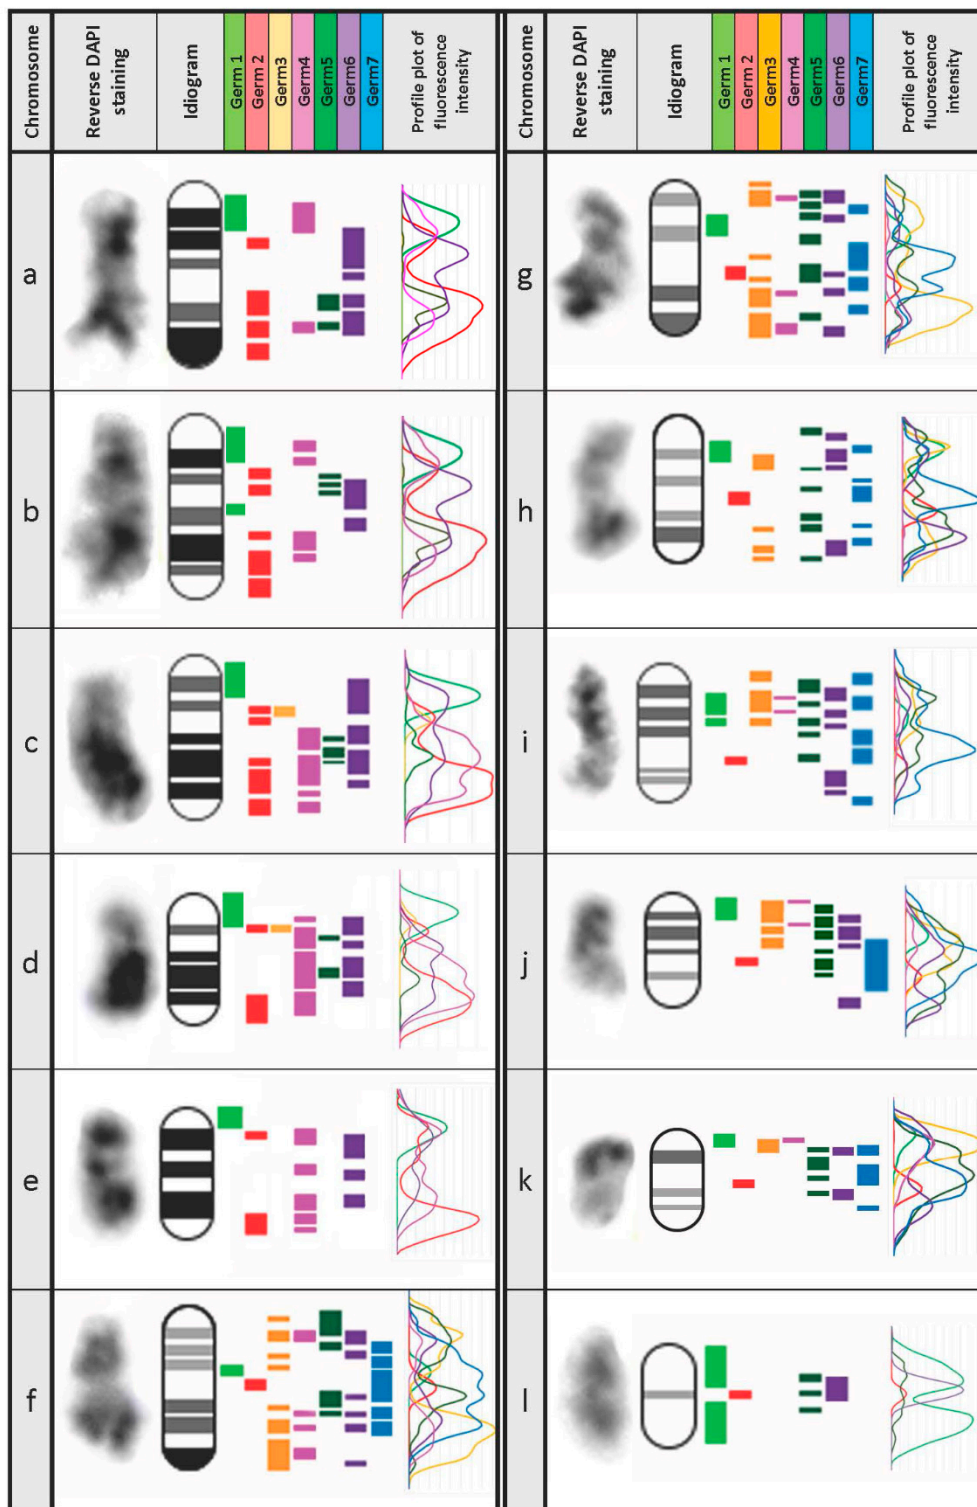 Chromosome
Reverse DAPI
staining
Idiogram
Germ 1
Germ 2
Germ3
Germ4
Germ5
Germ6
Germ7
Profile plot of
fluorescence
intensity
a
b
c
d
e
f
Chromosome
Reverse DAPI
staining
Idiogram
Germ 1
Germ 2
Germ3
Germ4
Germ5
Germ6
Germ7
Profile plot of
fluorescence
intensity
g
h
i
j
k
l